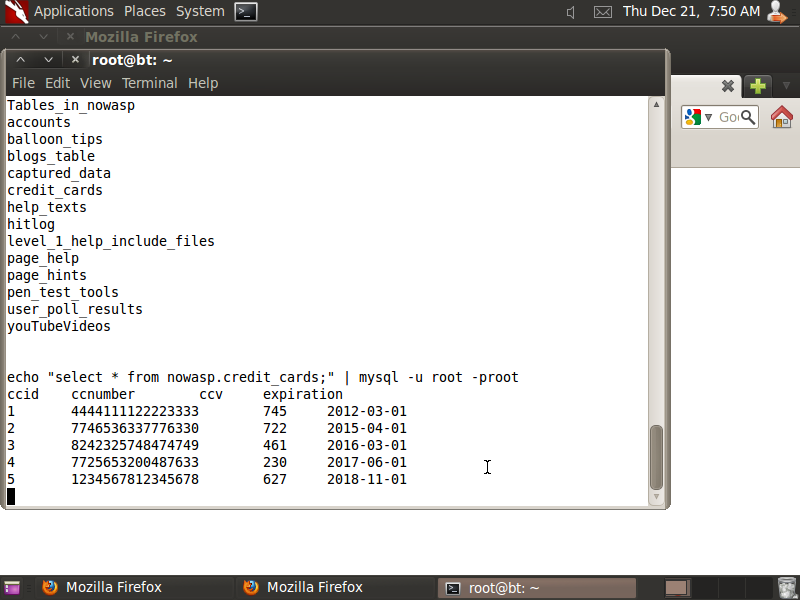 Applications Places System Thu Dec 21, 7:50 AM
Mozilla Firefox
root@bt: ~
File Edit View Terminal Help
Goo
Tables_in_nowasp
accounts
balloon_tips
blogs_table
captured_data
credit_cards
help_texts
hitlog
level_1_help_include_files
page_help
page_hints
pen_test_tools
user_poll_results
youTubeVideos
echo "select * from nowasp.credit_cards;" | mysql -u root -proot
ccid ccnumber ccv expiration
1 4444111122223333 745 2012-03-01
2 7746536337776330 722 2015-04-01
3 8242325748474749 461 2016-03-01
4 7725653200487633 230 2017-06-01
5 1234567812345678 627 2018-11-01
Mozilla Firefox Mozilla Firefox root@bt: ~